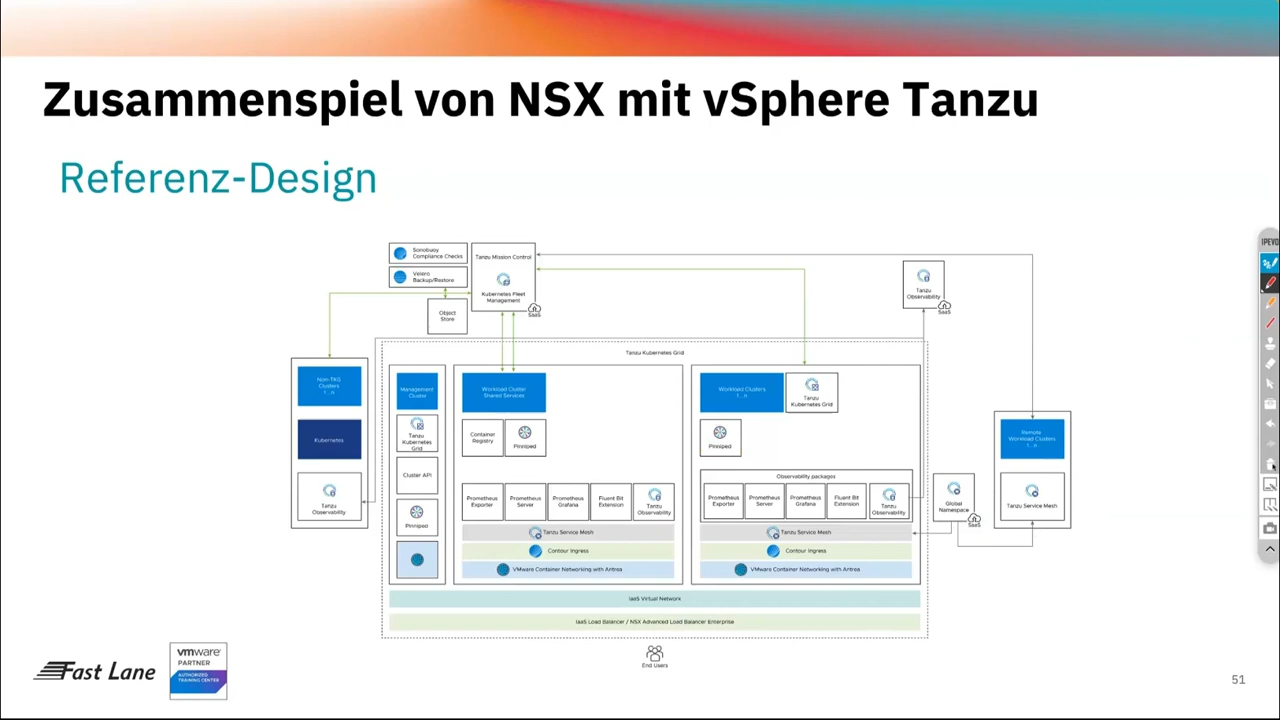 Zusammenspiel von NSX mit vSphere Tanzu
Referenz-Design
Sonobuoy
Compliance Checks
Velero
Backup/Restore
Object
Store
Tanzu Mission Control
Kubernetes Fleet
Management
SaaS
Tanzu
Observability
SaaS
Tanzu Kubernetes Grid
Non-TKG
Clusters
1...n
Kubernetes
Tanzu
Observability
Management
Cluster
Tanzu
Kubernetes
Grid
Cluster API
Pinniped
Workload Cluster
Shared Services
Container
Registry
Pinniped
Prometheus
Exporter
Prometheus
Server
Prometheus
Grafana
Fluent Bit
Extension
Tanzu
Observability
Tanzu Service Mesh
Contour Ingress
VMware Container Networking with Antrea
Workload Clusters
1...n
Tanzu
Kubernetes Grid
Pinniped
Observability packages
Prometheus
Exporter
Prometheus
Server
Prometheus
Grafana
Fluent Bit
Extension
Tanzu
Observability
Tanzu Service Mesh
Contour Ingress
VMware Container Networking with Antrea
Global
Namespace
SaaS
Remote
Workload Clusters
1...n
Tanzu Service Mesh
IaaS Virtual Network
IaaS Load Balancer / NSX Advanced Load Balancer Enterprise
End Users
Fast Lane
vmware
PARTNER
AUTHORIZED
TRAINING CENTER
51
IPEVO